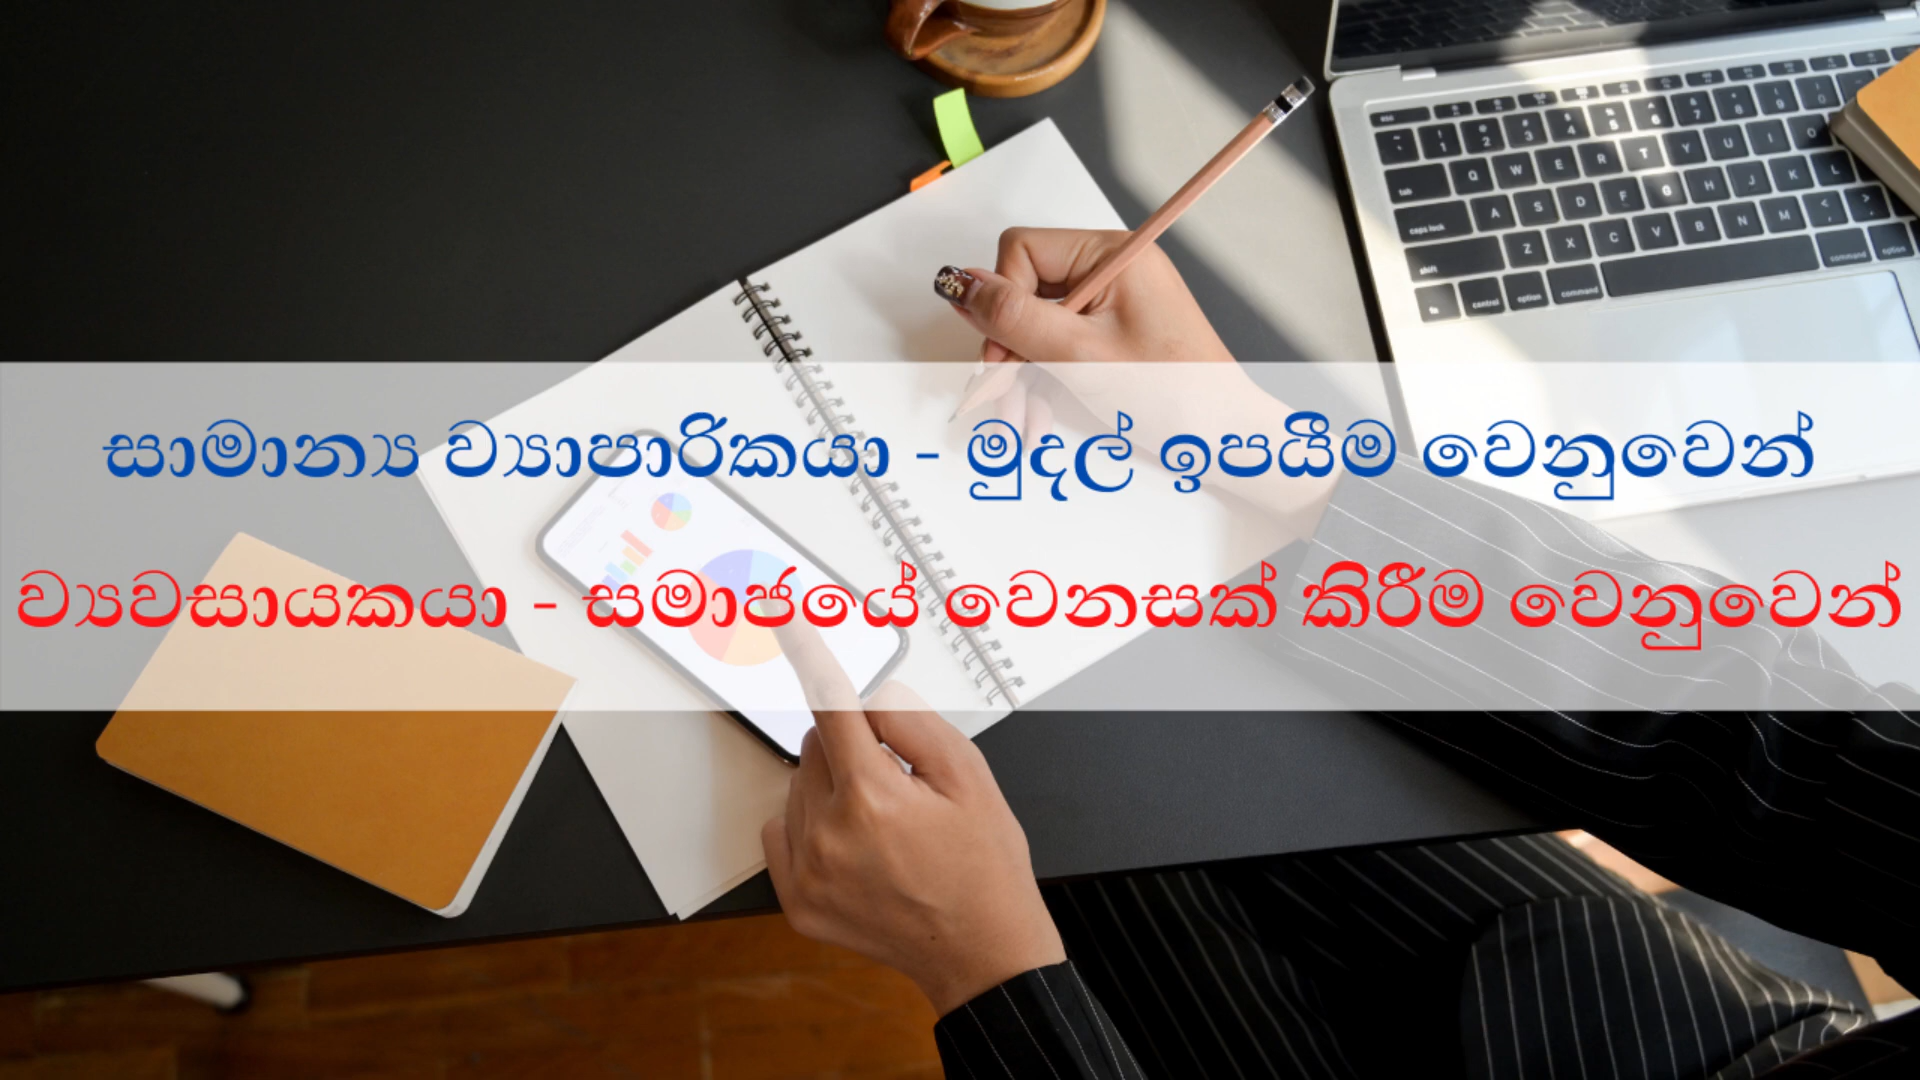 සාමාන්‍ය ව්‍යාපාරිකයා - මුදල් ඉපයීම වෙනුවෙන්
ව්‍යවසායකයා - සමාජයේ වෙනසක් කිරීම වෙනුවෙන්